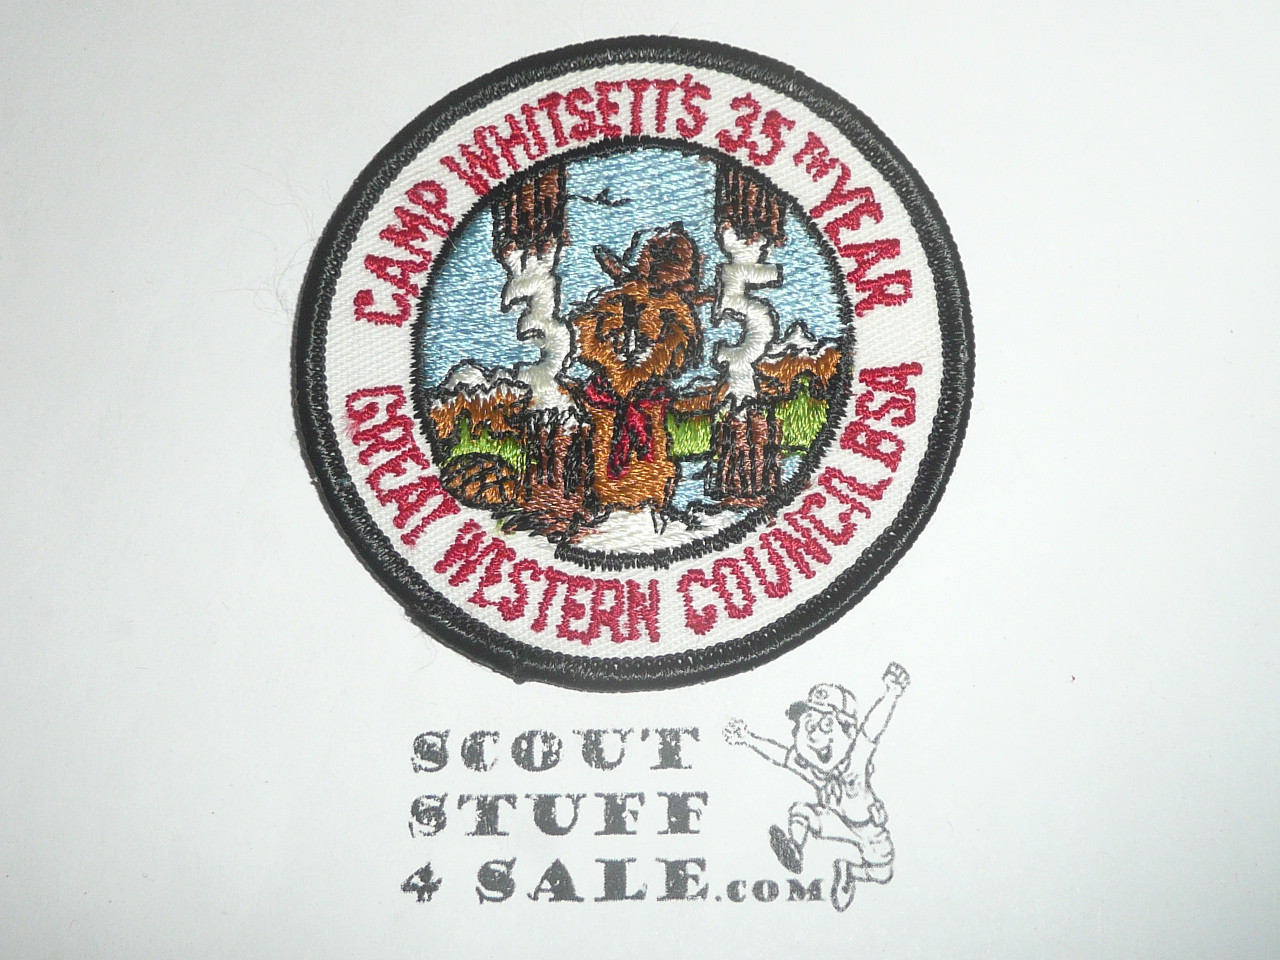 CAMP WHITSETT'S 35TH YEAR
35
GREAT WESTERN COUNCIL BSA
SCOUT
STUFF
4 SALE.COM